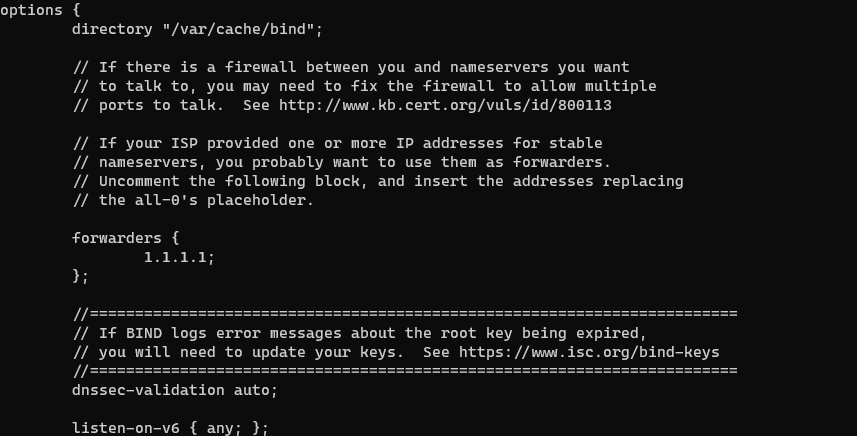 options {
directory "/var/cache/bind";
// If there is a firewall between you and nameservers you want
// to talk to, you may need to fix the firewall to allow multiple
// ports to talk.  See http://www.kb.cert.org/vuls/id/800113
// If your ISP provided one or more IP addresses for stable
// nameservers, you probably want to use them as forwarders.
// Uncomment the following block, and insert the addresses replacing
// the all-0's placeholder.
forwarders {
1.1.1.1;
};
//========================================================================
// If BIND logs error messages about the root key being expired,
// you will need to update your keys.  See https://www.isc.org/bind-keys
//========================================================================
dnssec-validation auto;
listen-on-v6 { any; };